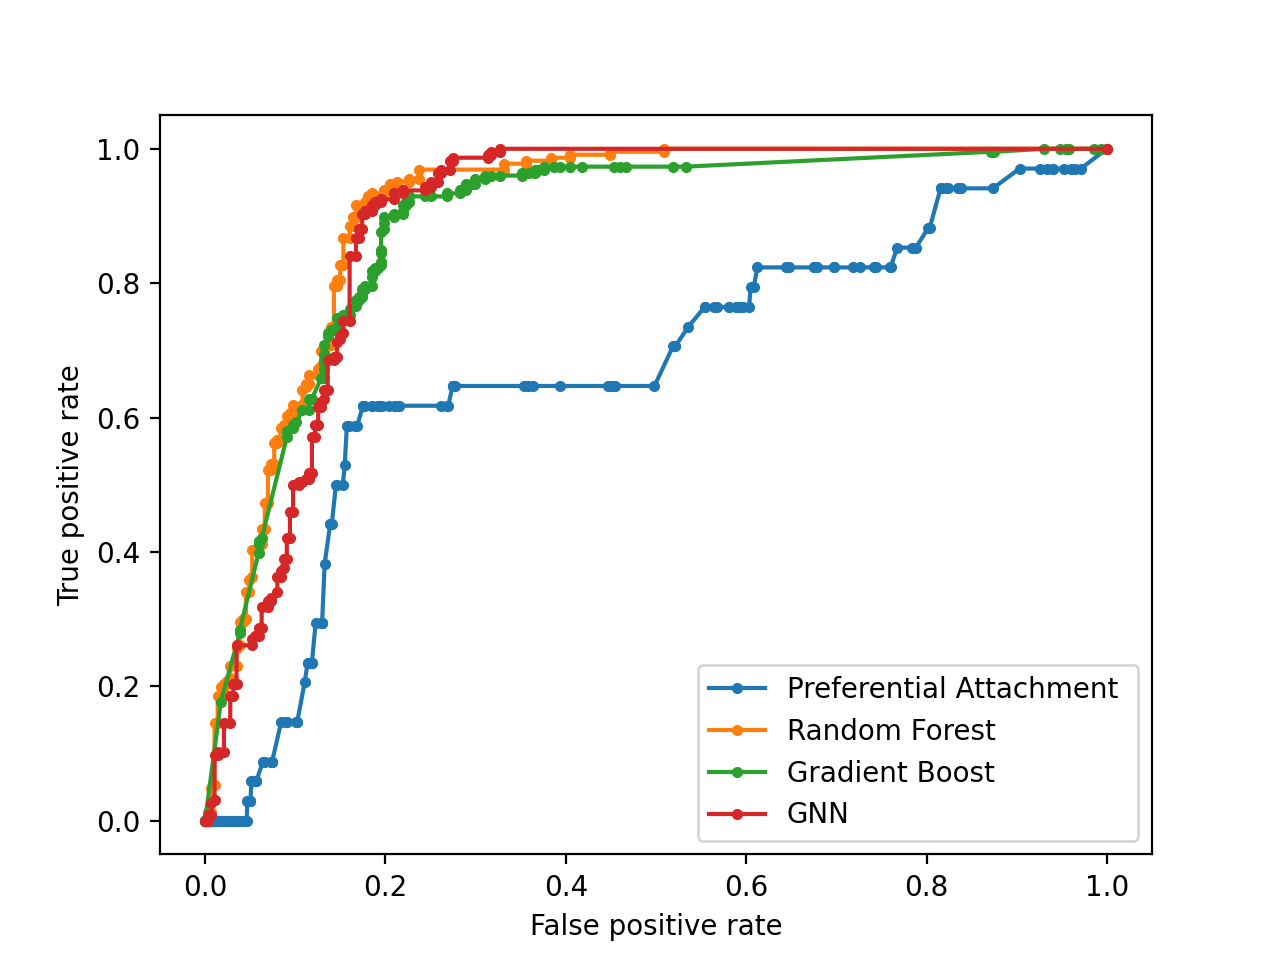 1.0
0.8
0.6
0.4
0.2
0.0
True positive rate
Preferential Attachment
Random Forest
Gradient Boost
GNN
0.0 0.2 0.4 0.6 0.8 1.0
False positive rate